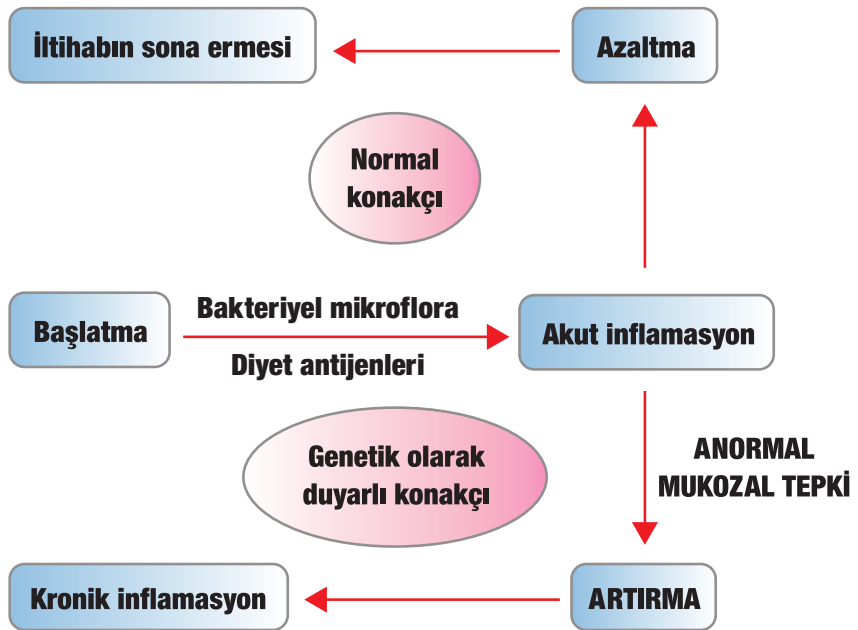 İltihabın sona ermesi
Azaltma
Normal
konakçı
Başlatma
Bakteriyel mikroflora
Diyet antijenleri
Akut inflamasyon
Genetik olarak
duyarlı konakçı
ANORMAL
MUKOZAL TEPKİ
Kronik inflamasyon
ARTIRMA